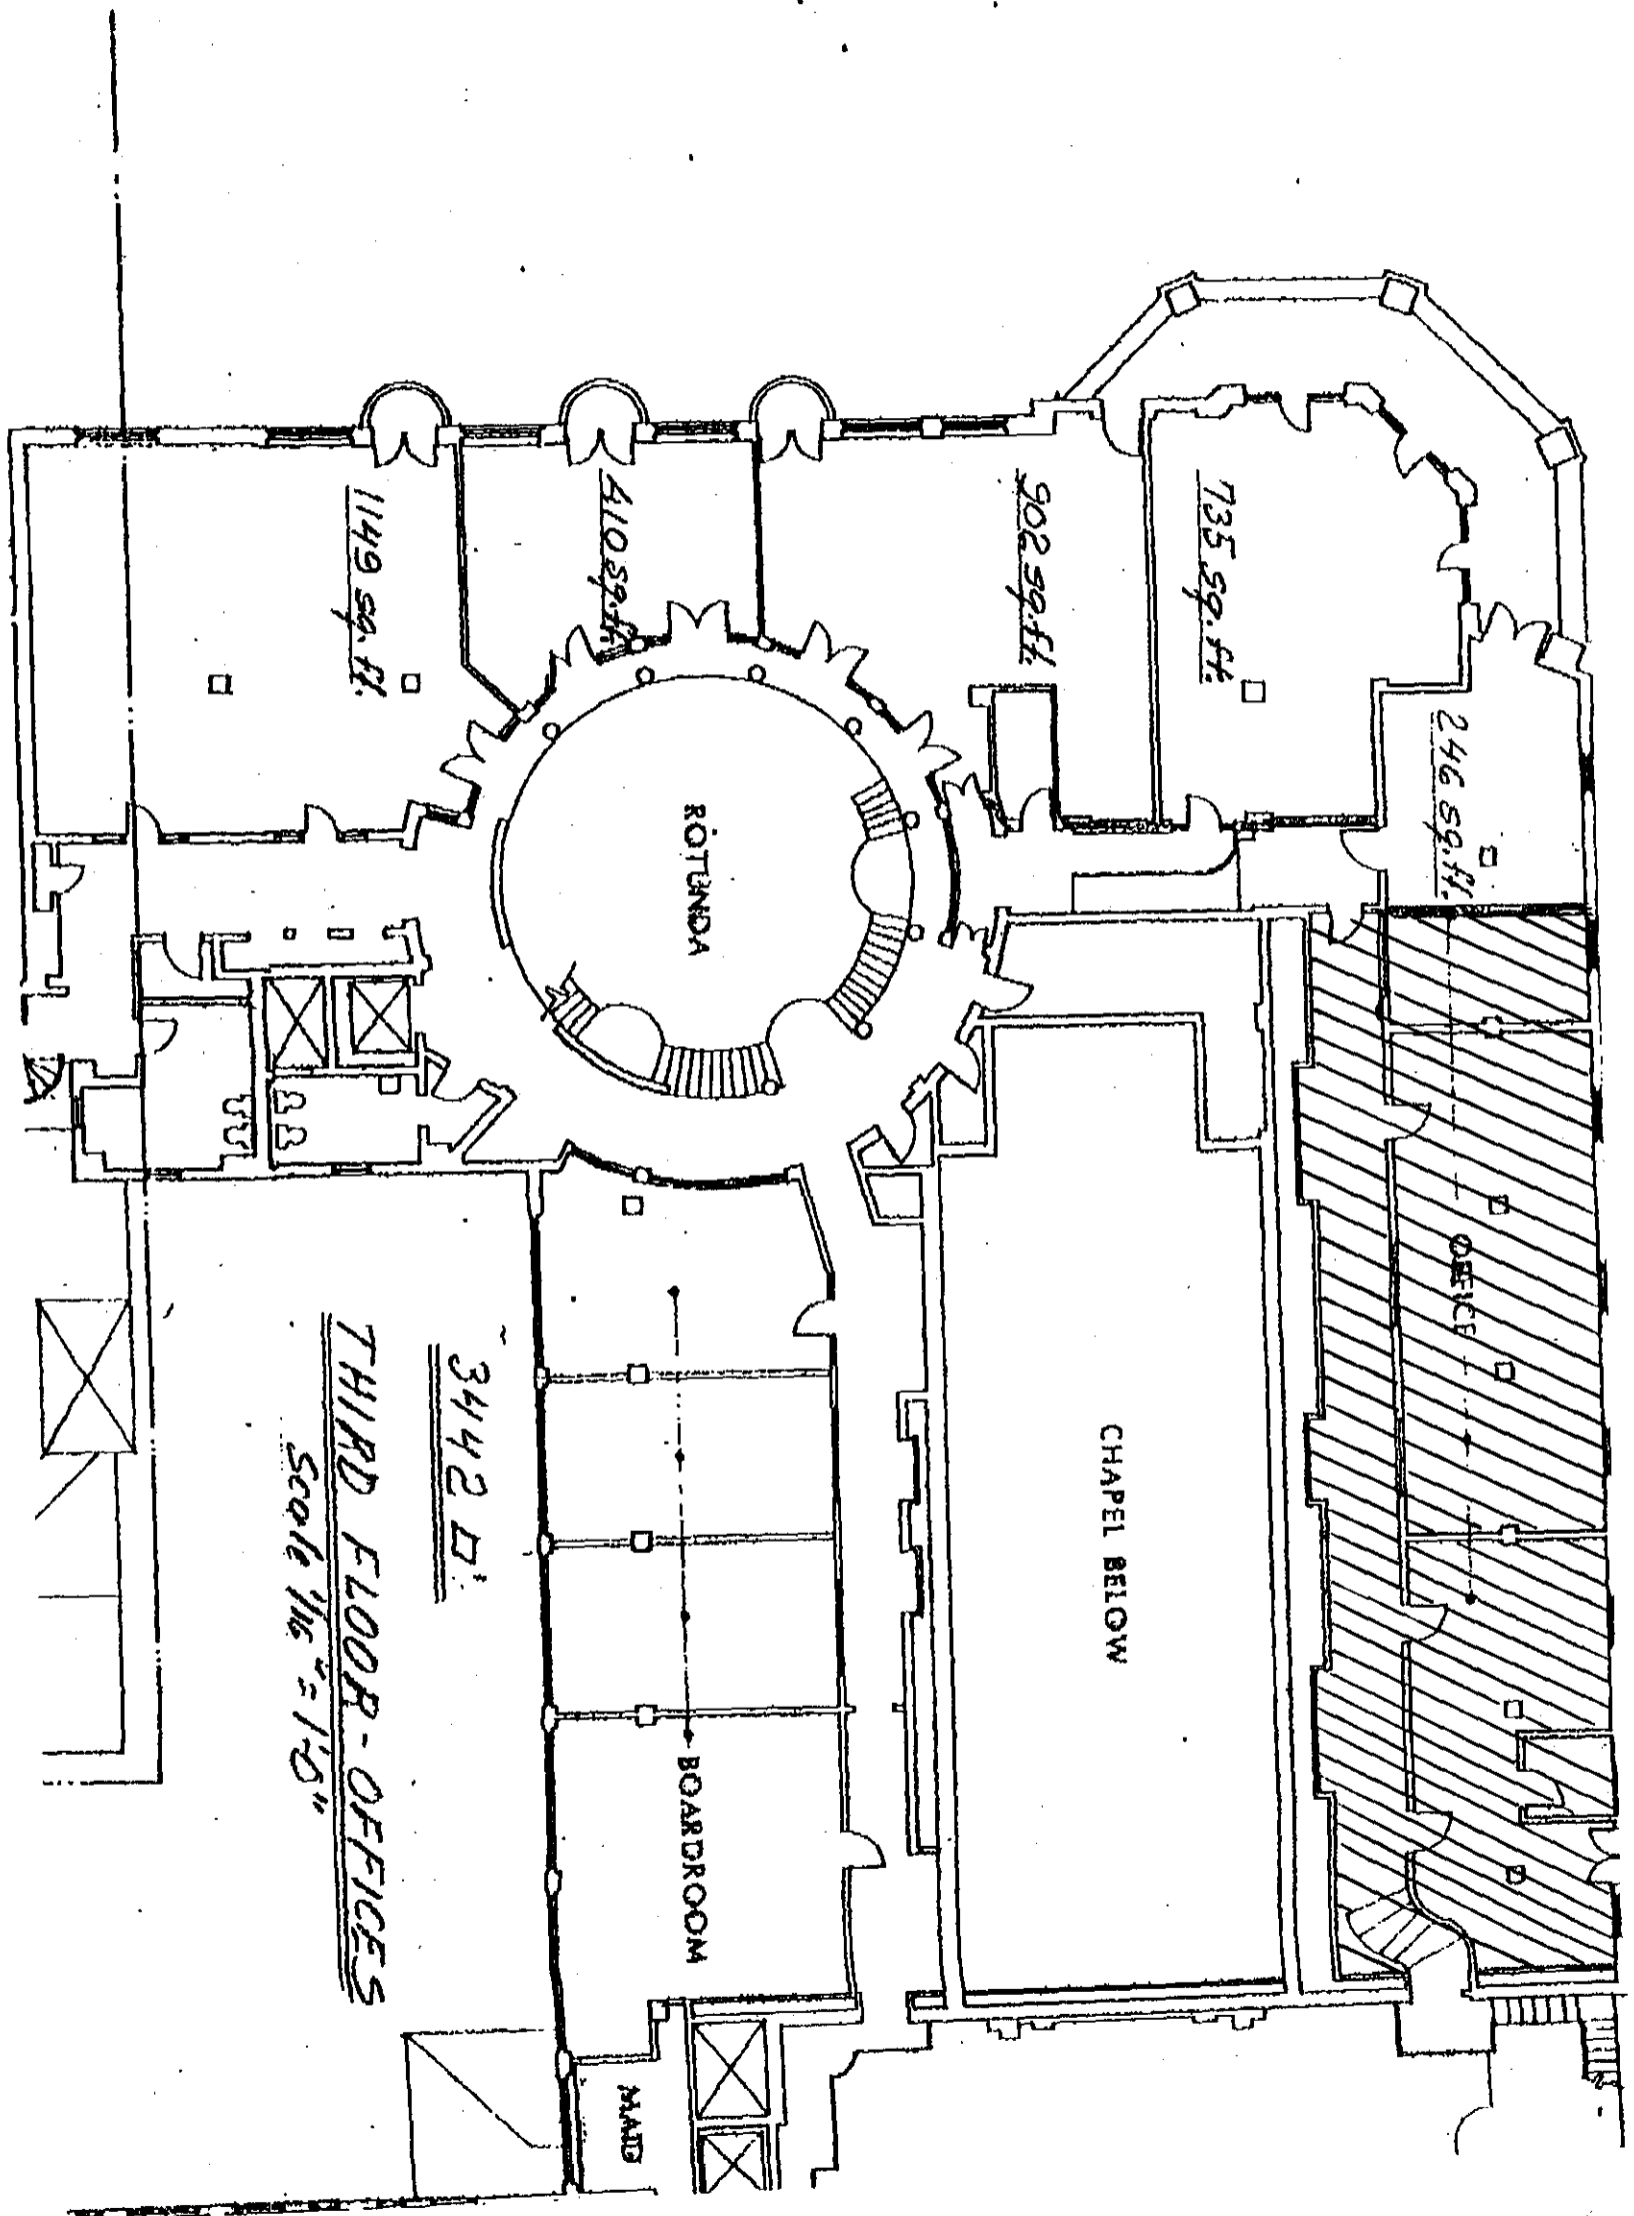 246 sq.ft.
735 sq.ft.
902 sq.ft.
410 sq.ft.
1149 sq. ft.
OFFICE
CHAPEL BELOW
ROTUNDA
BOARDROOM
MAID
3442 □'
THIRD FLOOR - OFFICES
Scale 1/16" = 1'-0"